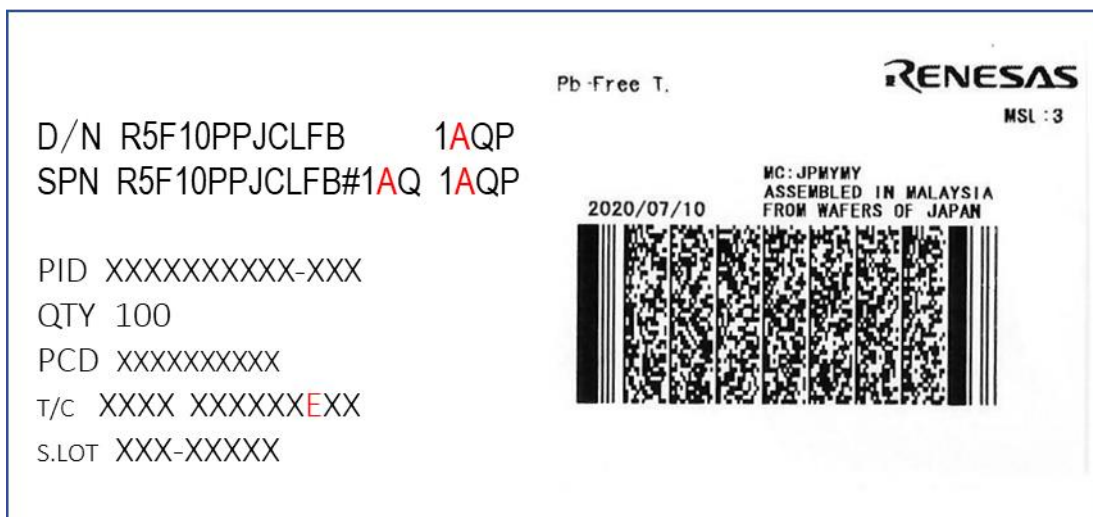 RENESAS
Pb-Free T.
MSL:3
D/N R5F10PPJCLFB 1AQP
SPN R5F10PPJCLFB#1AQ 1AQP
MC:JPMYMY
ASSEMBLED IN MALAYSIA
2020/07/10 FROM WAFERS OF JAPAN
PID XXXXXXXXXX-XXX
QTY 100
PCD XXXXXXXXXX
T/C XXXX XXXXXXEXX
S.LOT XXX-XXXXX